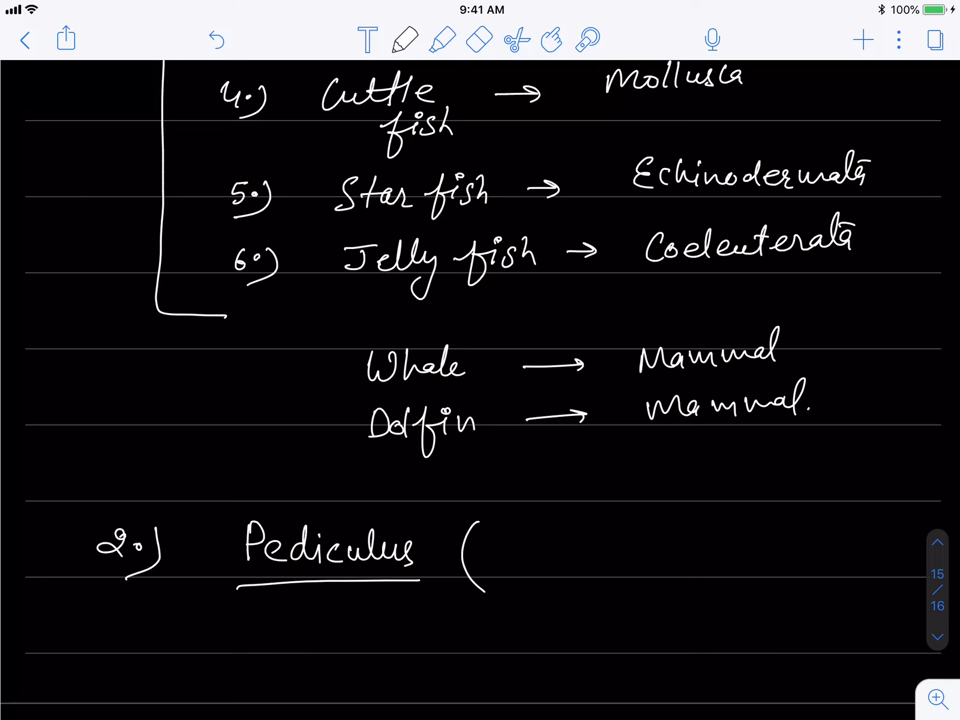 9:41 AM
100%
4.) Cuttle fish → Mollusca
5.) Star fish → Echinodermata
6.) Jelly fish → Coelenterata
Whale → Mammal
Dolfin → Mammal.
2.) Pediculus (
15
/
16